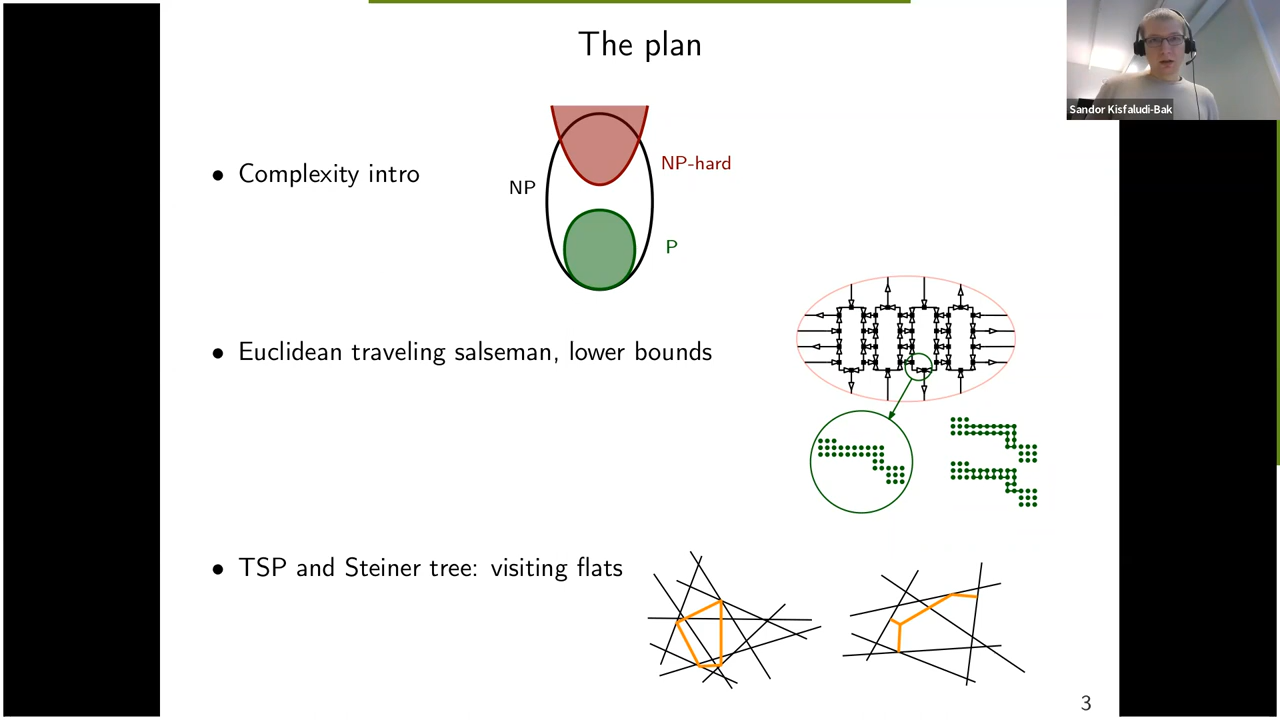 The plan
Sandor Kisfaludi-Bak
• Complexity intro
NP
NP-hard
P
• Euclidean traveling salseman, lower bounds
• TSP and Steiner tree: visiting flats
3